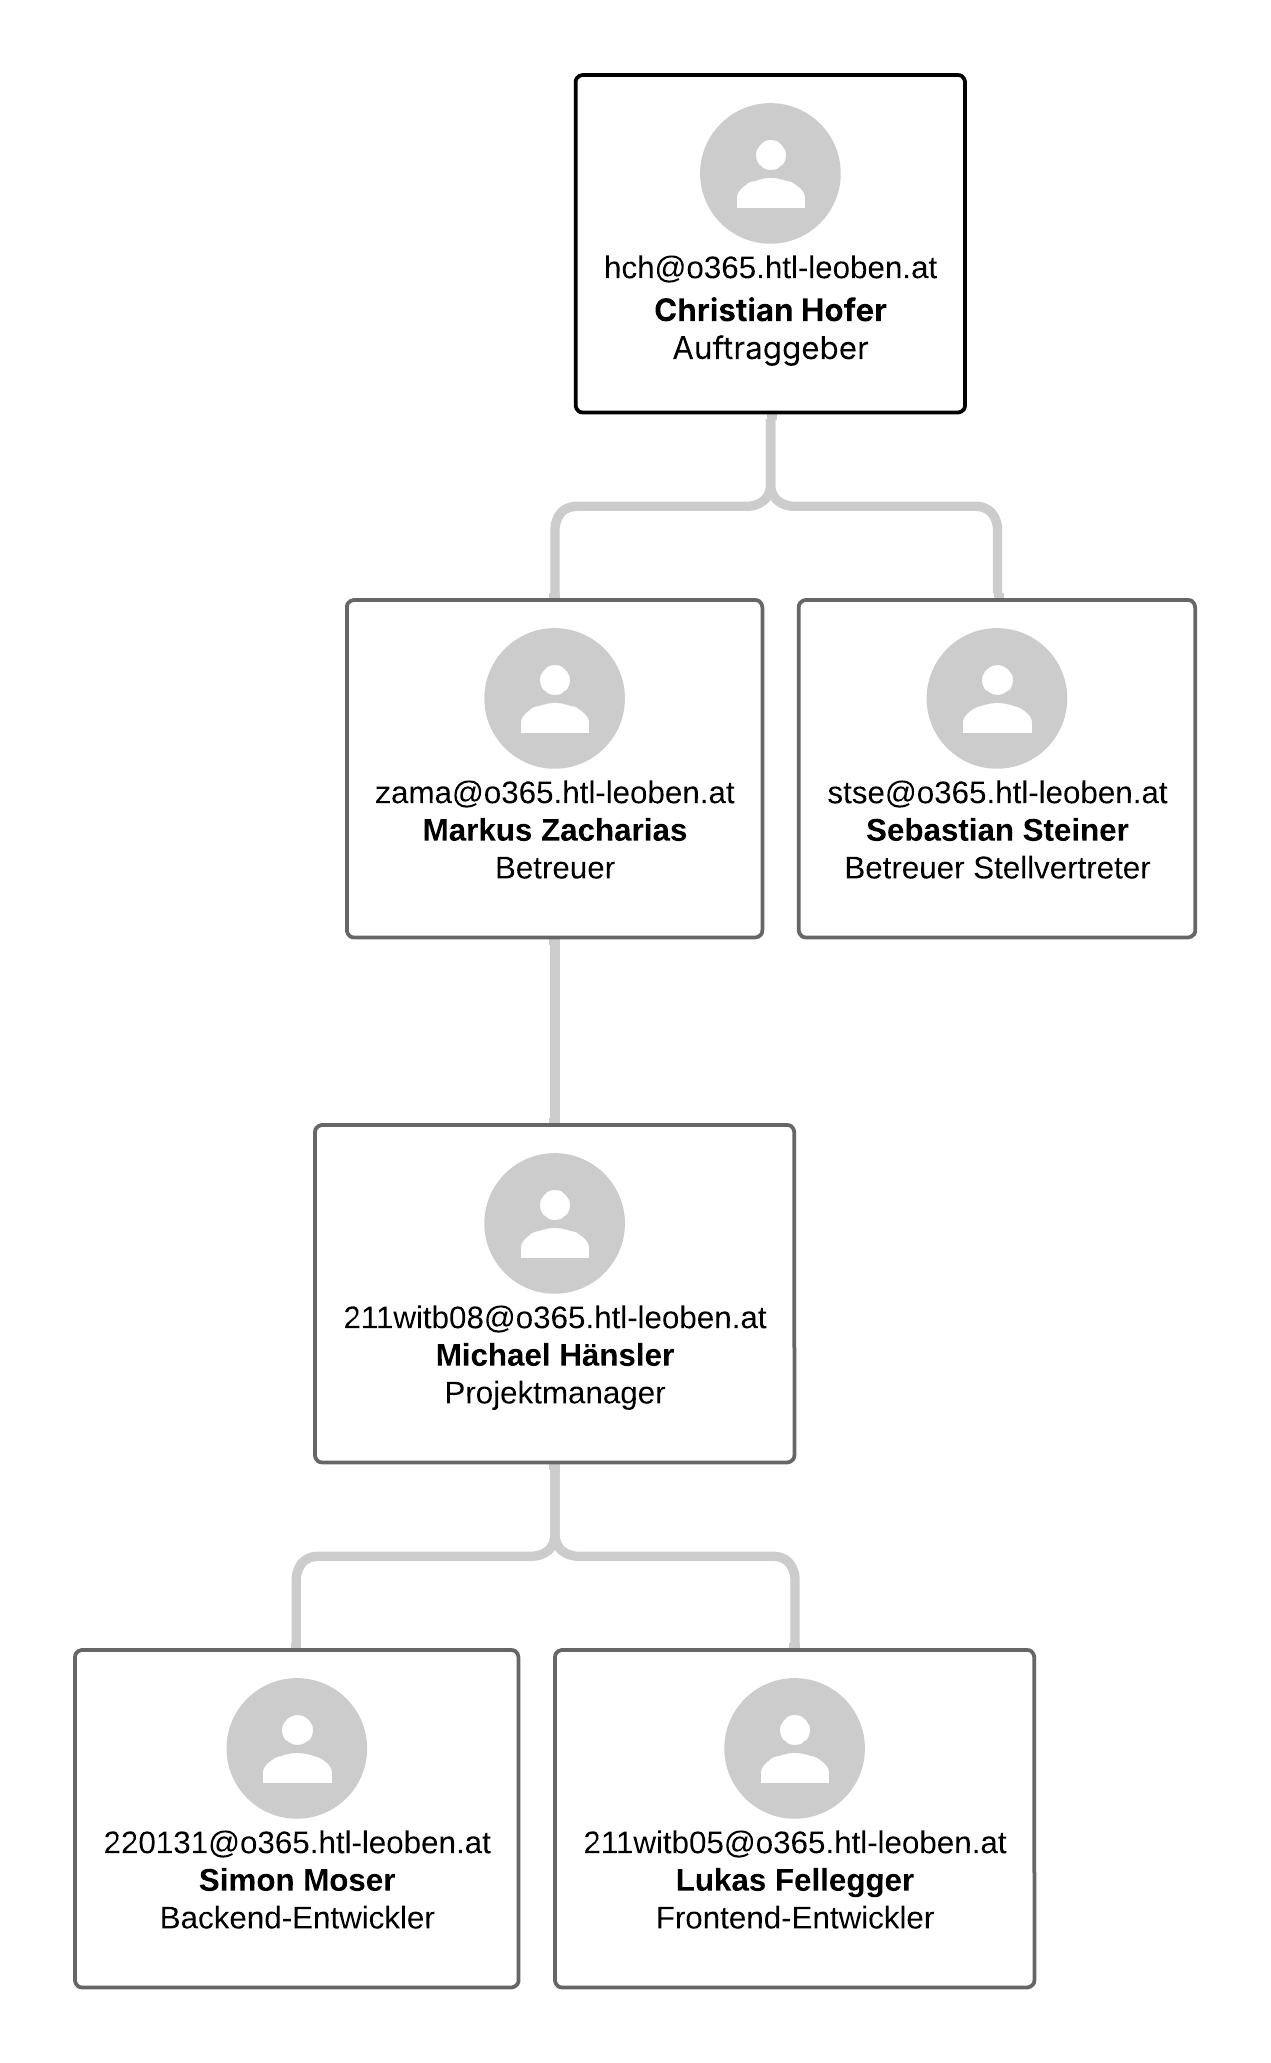 hch@o365.htl-leoben.at
Christian Hofer
Auftraggeber
zama@o365.htl-leoben.at
Markus Zacharias
Betreuer
stse@o365.htl-leoben.at
Sebastian Steiner
Betreuer Stellvertreter
211witb08@o365.htl-leoben.at
Michael Hänsler
Projektmanager
220131@o365.htl-leoben.at
Simon Moser
Backend-Entwickler
211witb05@o365.htl-leoben.at
Lukas Fellegger
Frontend-Entwickler